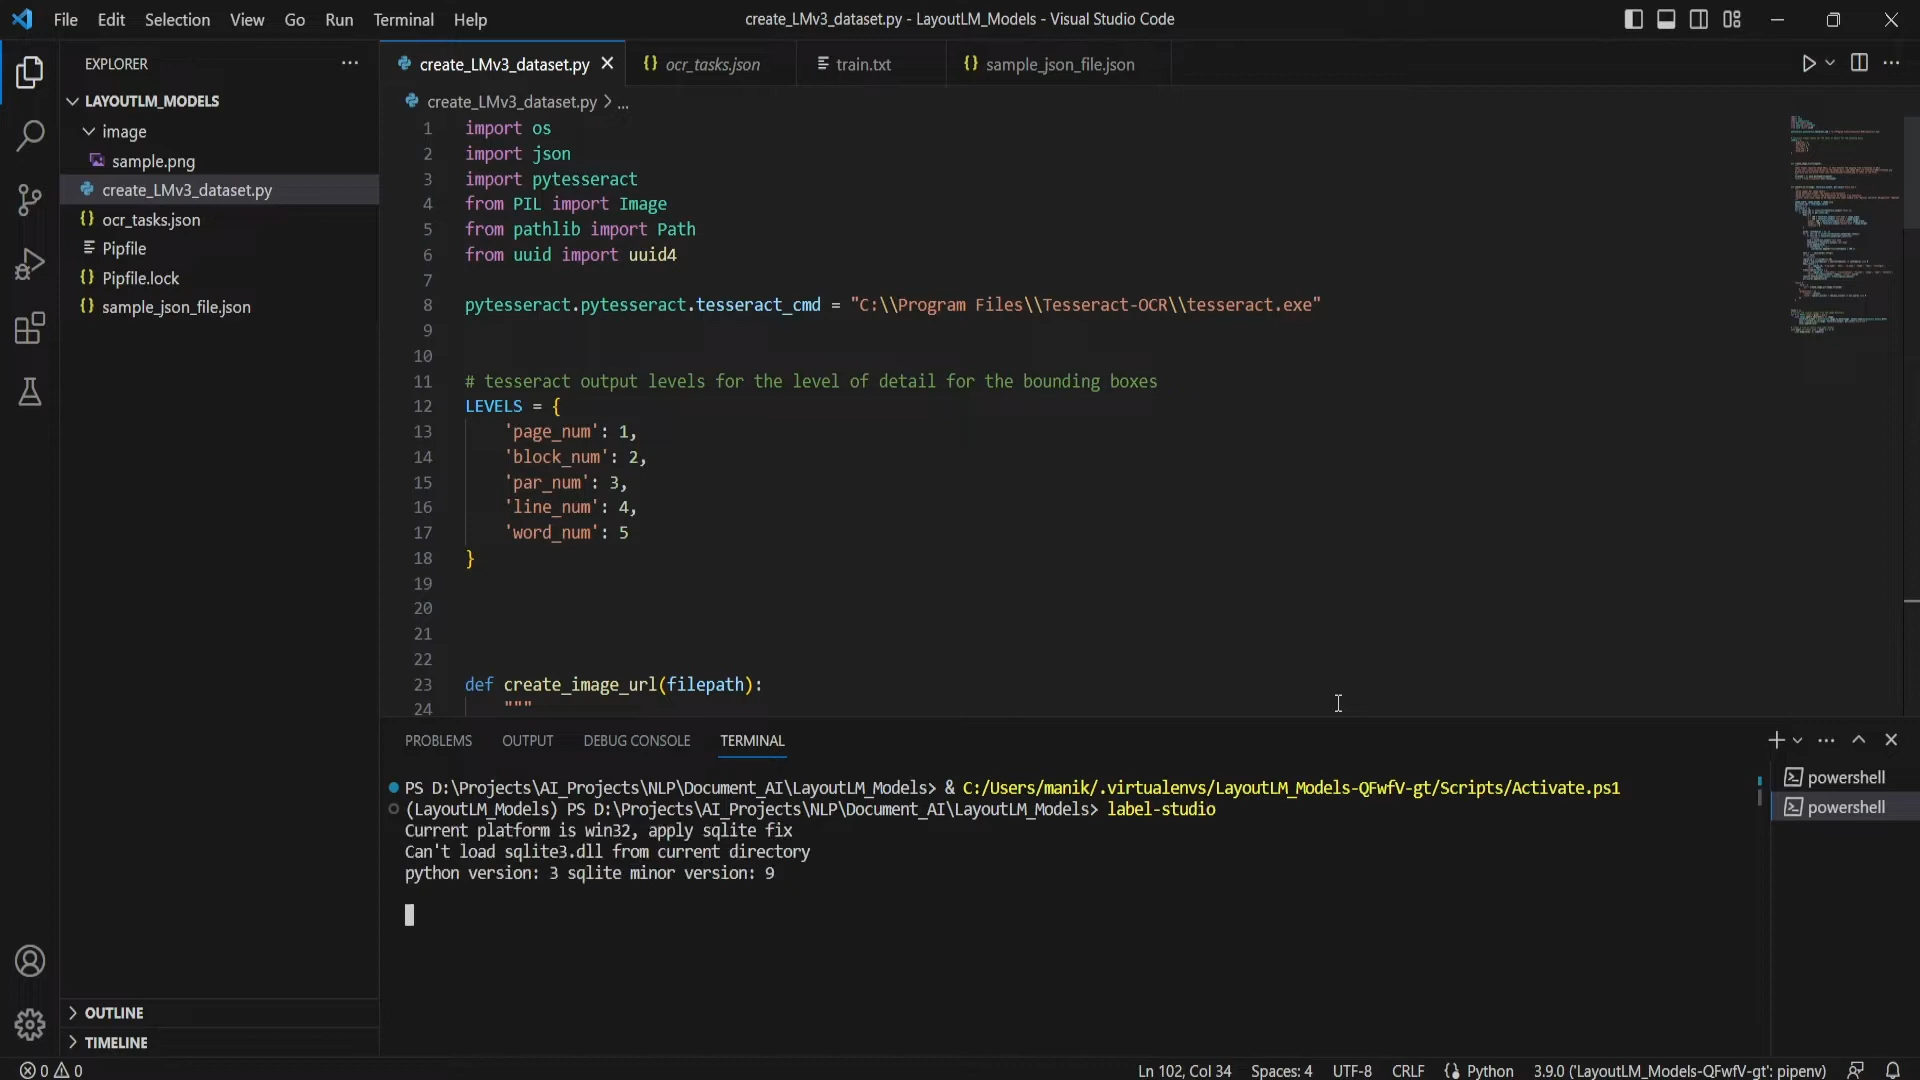 File Edit Selection View Go Run Terminal Help
create_LMv3_dataset.py - LayoutLM_Models - Visual Studio Code
EXPLORER
LAYOUTLM_MODELS
image
sample.png
create_LMv3_dataset.py
ocr_tasks.json
Pipfile
Pipfile.lock
sample_json_file.json
OUTLINE
TIMELINE
create_LMv3_dataset.py
ocr_tasks.json
train.txt
sample_json_file.json
create_LMv3_dataset.py > ...
1 import os
2 import json
3 import pytesseract
4 from PIL import Image
5 from pathlib import Path
6 from uuid import uuid4
7
8 pytesseract.pytesseract.tesseract_cmd = "C:\\Program Files\\Tesseract-OCR\\tesseract.exe"
9
10
11 # tesseract output levels for the level of detail for the bounding boxes
12 LEVELS = {
13 'page_num': 1,
14 'block_num': 2,
15 'par_num': 3,
16 'line_num': 4,
17 'word_num': 5
18 }
19
20
21
22
23 def create_image_url(filepath):
24 """
PROBLEMS OUTPUT DEBUG CONSOLE TERMINAL
PS D:\Projects\AI_Projects\NLP\Document_AI\LayoutLM_Models> & C:/Users/manik/.virtualenvs/LayoutLM_Models-QFwfV-gt/Scripts/Activate.ps1
(LayoutLM_Models) PS D:\Projects\AI_Projects\NLP\Document_AI\LayoutLM_Models> label-studio
Current platform is win32, apply sqlite fix
Can't load sqlite3.dll from current directory
python version: 3 sqlite minor version: 9
powershell
powershell
0 0
Ln 102, Col 34 Spaces: 4 UTF-8 CRLF Python 3.9.0 ('LayoutLM_Models-QFwfV-gt': pipenv)